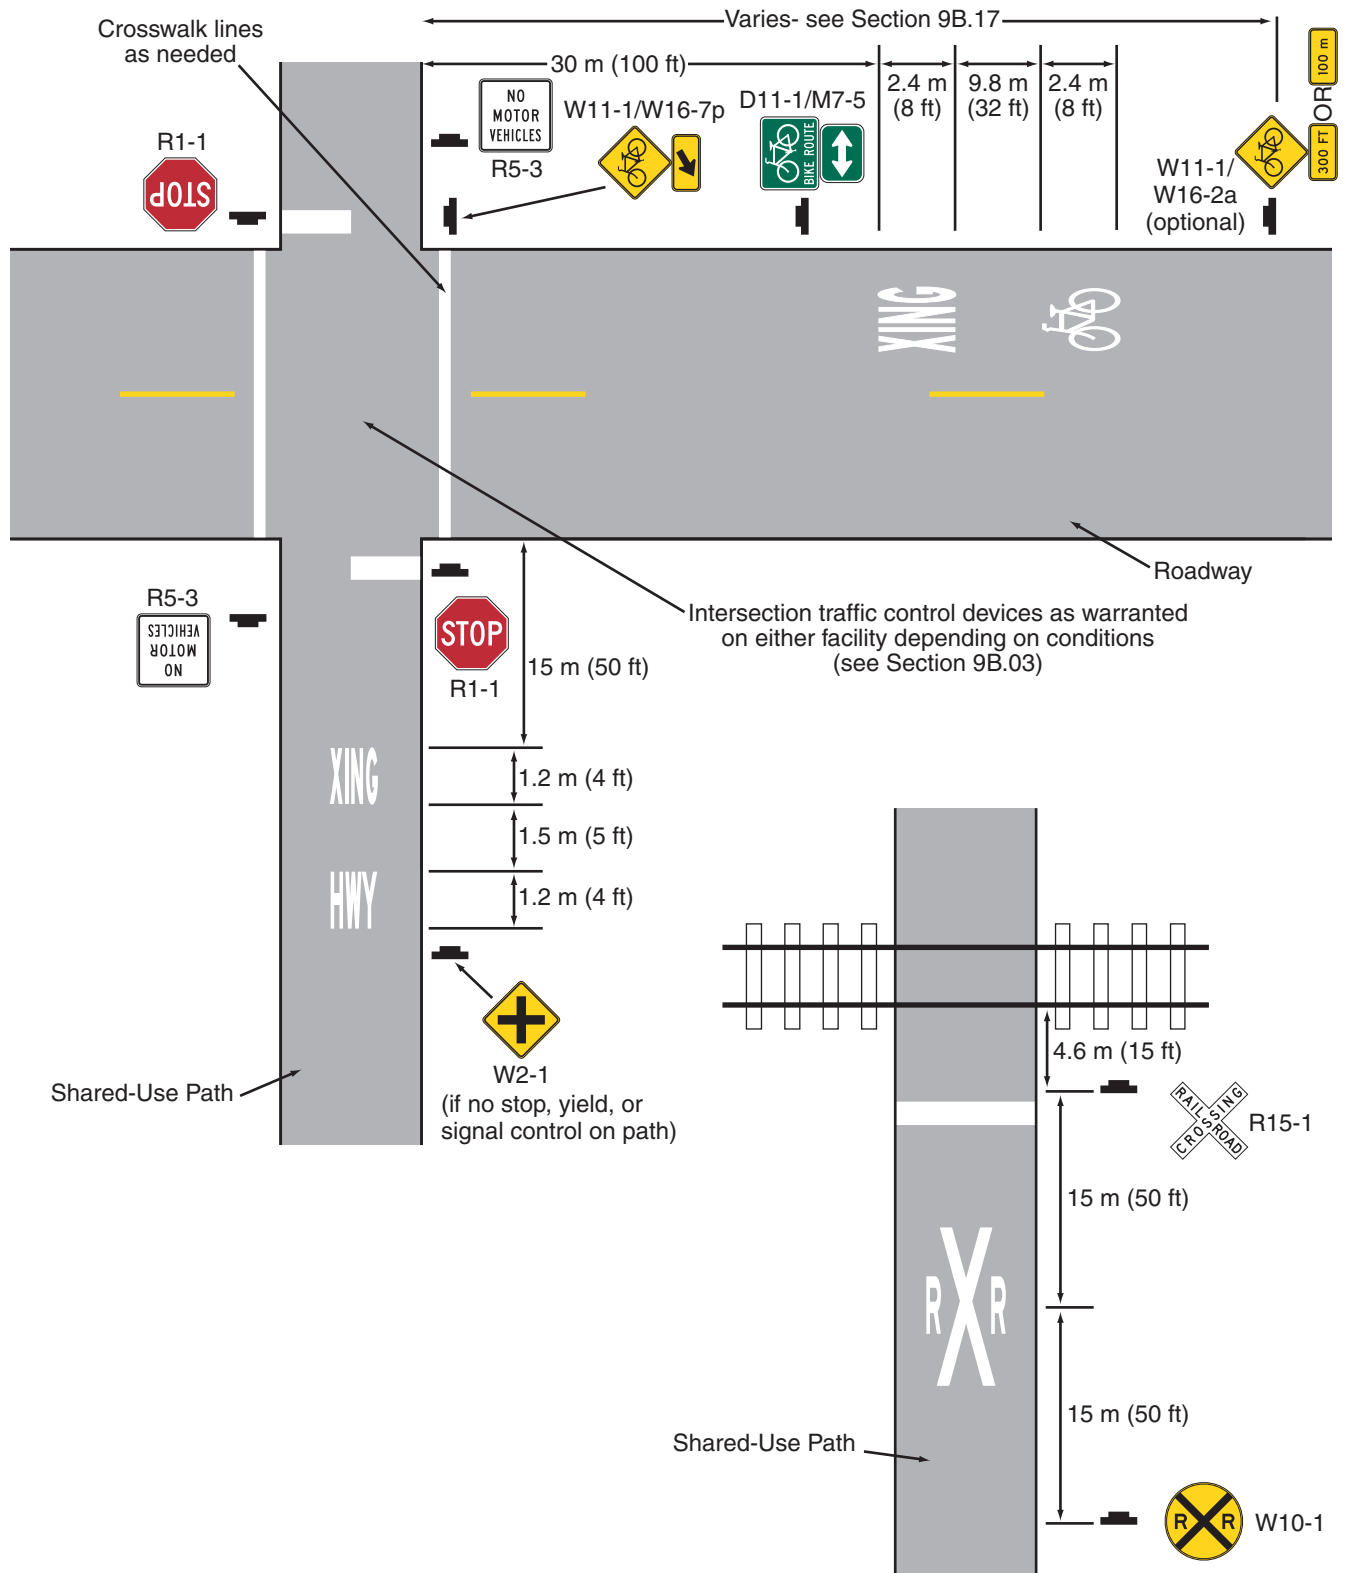 Varies- see Section 9B.17
Crosswalk lines
as needed
30 m (100 ft)
2.4 m
(8 ft)
9.8 m
(32 ft)
2.4 m
(8 ft)
100 m
OR
300 FT
NO
MOTOR
VEHICLES
R5-3
W11-1/W16-7p
D11-1/M7-5
BIKE ROUTE
W11-1/
W16-2a
(optional)
R1-1
STOP
XING
Roadway
R5-3
NO
MOTOR
VEHICLES
STOP
R1-1
15 m (50 ft)
Intersection traffic control devices as warranted
on either facility depending on conditions
(see Section 9B.03)
XING
1.2 m (4 ft)
1.5 m (5 ft)
HWY
1.2 m (4 ft)
W2-1
(if no stop, yield, or
signal control on path)
Shared-Use Path
4.6 m (15 ft)
RAIL ROAD
CROSSING
R15-1
15 m (50 ft)
R X R
15 m (50 ft)
Shared-Use Path
R R
W10-1